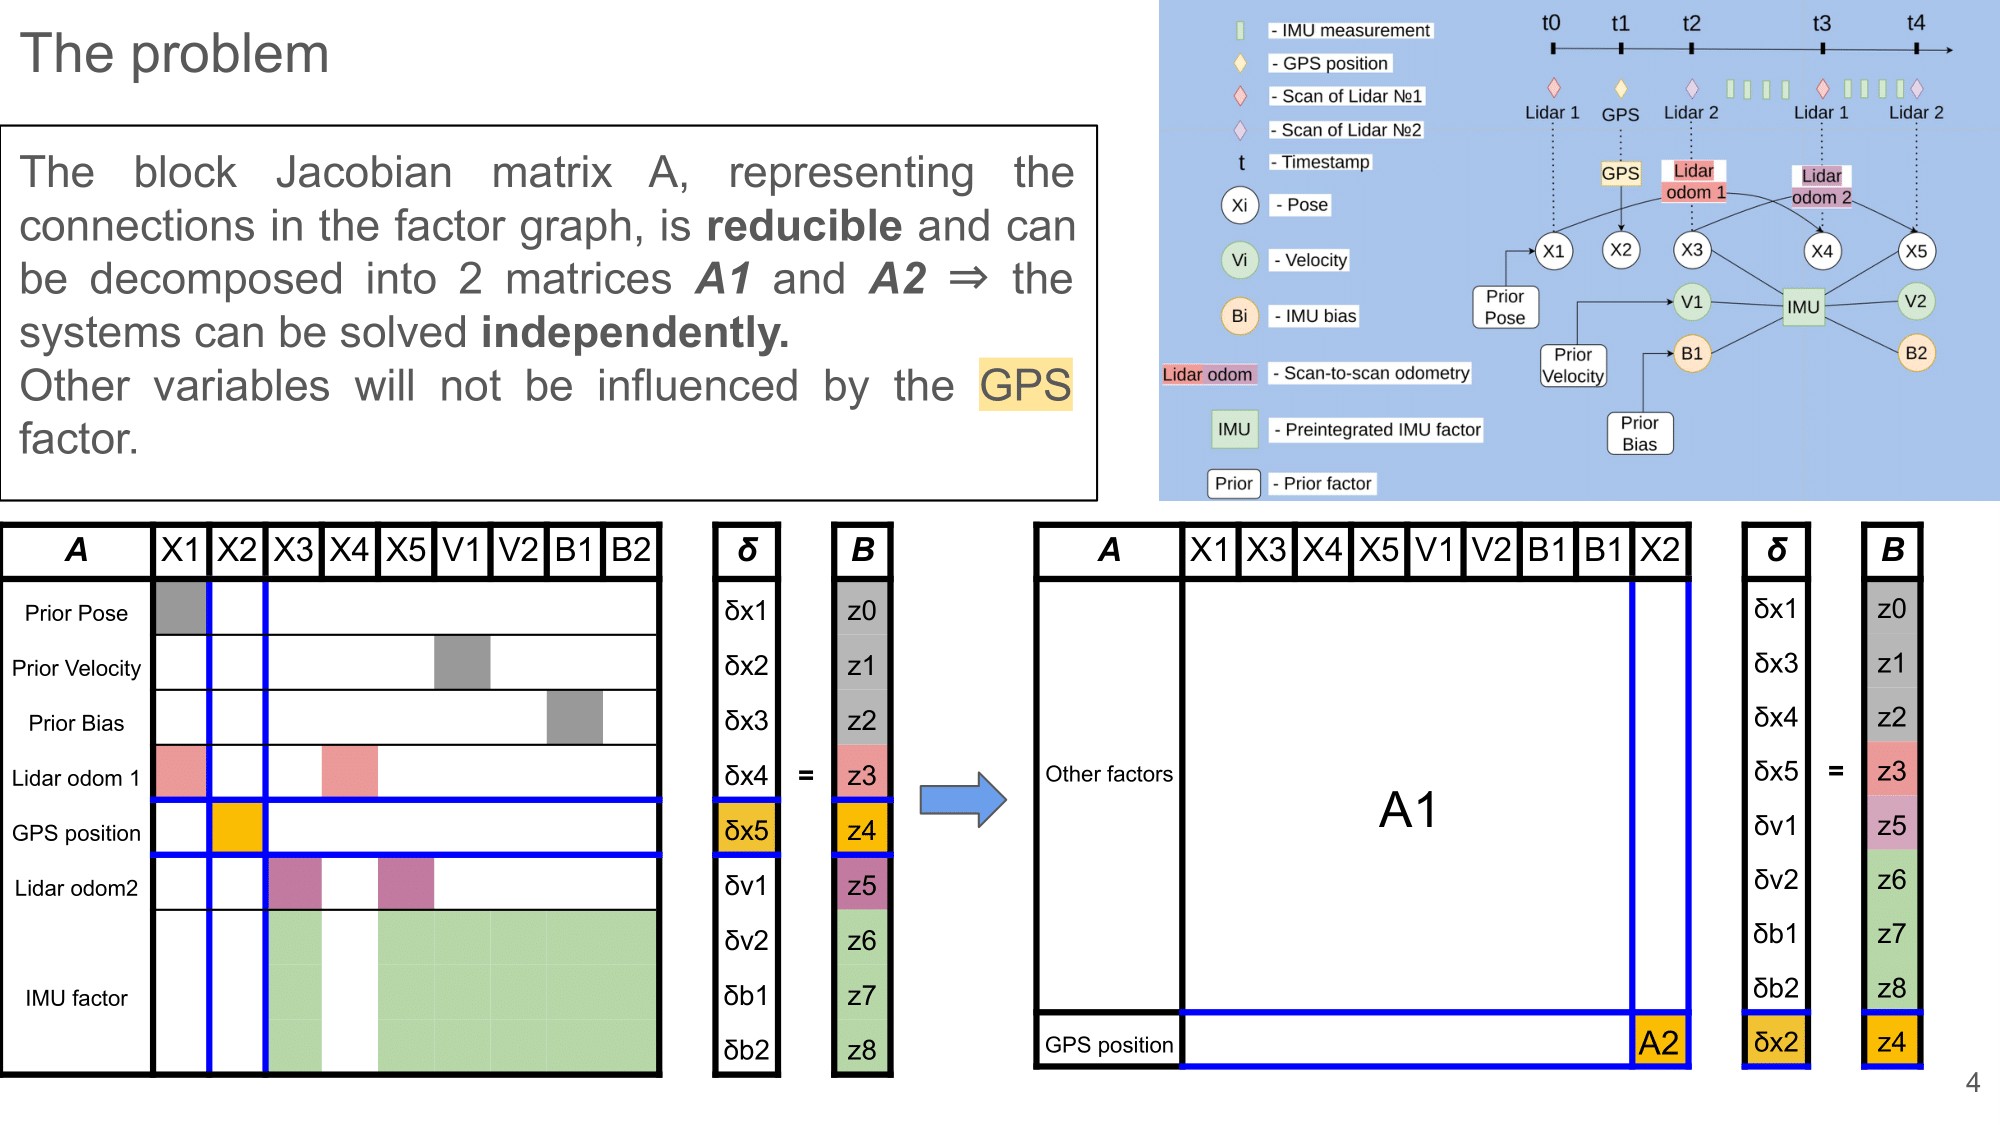 The problem
The block Jacobian matrix A, representing the
connections in the factor graph, is reducible and can
be decomposed into 2 matrices A1 and A2 ⇒ the
systems can be solved independently.
Other variables will not be influenced by the GPS
factor.
- IMU measurement
- GPS position
- Scan of Lidar №1
- Scan of Lidar №2
t - Timestamp
Xi - Pose
Vi - Velocity
Bi - IMU bias
Lidar odom - Scan-to-scan odometry
IMU - Preintegrated IMU factor
Prior - Prior factor
t0 t1 t2 t3 t4
Lidar 1 GPS Lidar 2 Lidar 1 Lidar 2
GPS
Lidar
odom 1
Lidar
odom 2
X1 X2 X3 X4 X5
Prior
Pose
V1 IMU V2
Prior
Velocity
B1 B2
Prior
Bias
A X1 X2 X3 X4 X5 V1 V2 B1 B2 δ B
Prior Pose δx1 z0
Prior Velocity δx2 z1
Prior Bias δx3 z2
Lidar odom 1 δx4 = z3
GPS position δx5 z4
Lidar odom2 δv1 z5
δv2 z6
IMU factor δb1 z7
δb2 z8
A X1 X3 X4 X5 V1 V2 B1 B1 X2 δ B
δx1 z0
δx3 z1
δx4 z2
Other factors δx5 = z3
A1 δv1 z5
δv2 z6
δb1 z7
δb2 z8
GPS position A2 δx2 z4
4